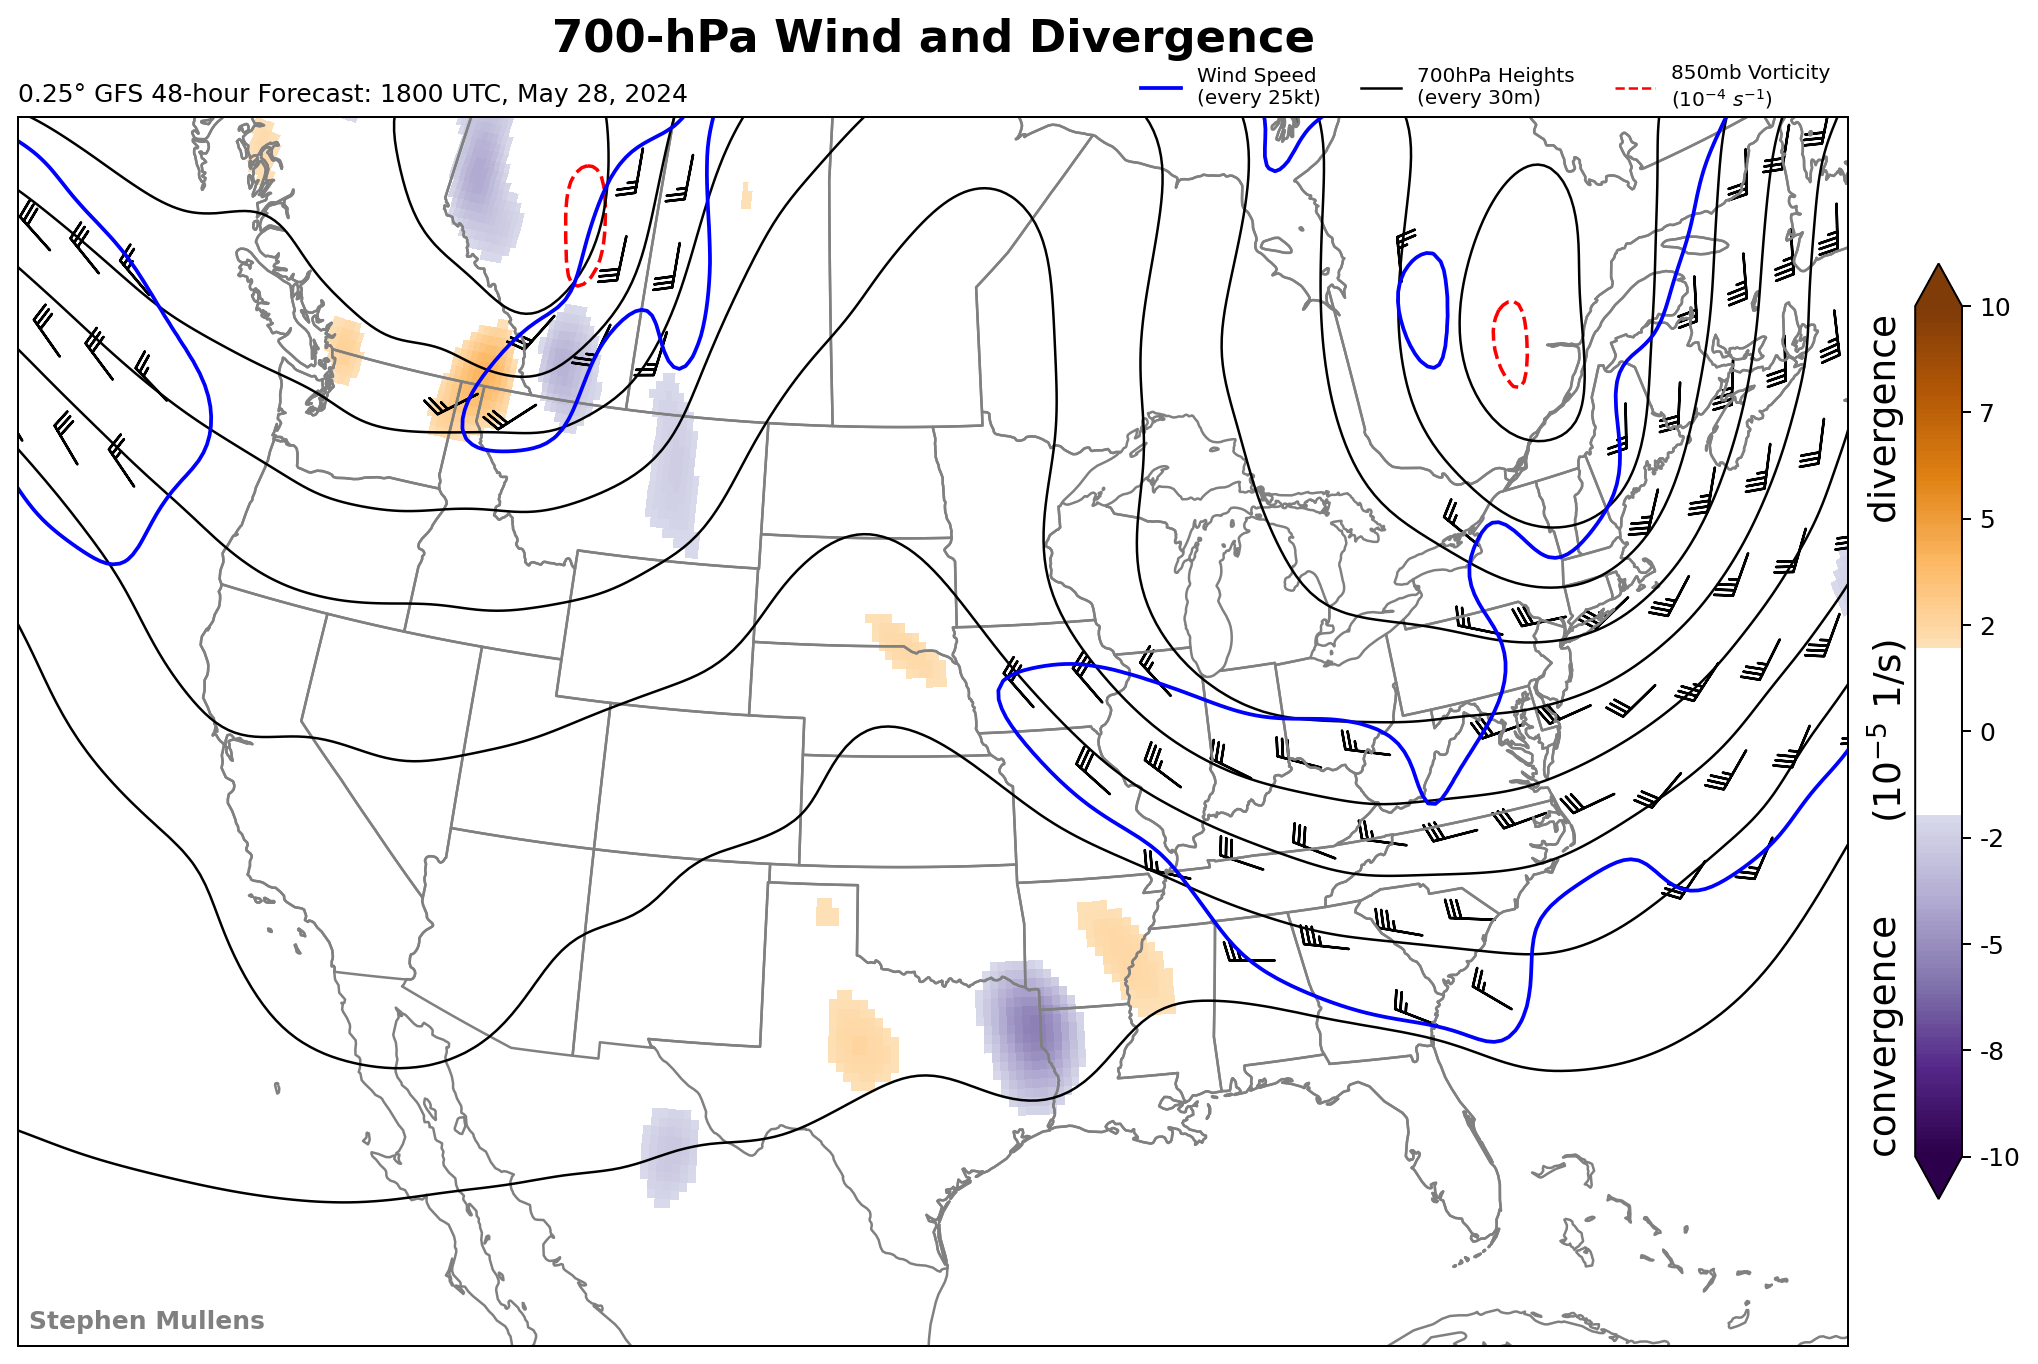 700-hPa Wind and Divergence
0.25° GFS 48-hour Forecast: 1800 UTC, May 28, 2024
Wind Speed
(every 25kt)
700hPa Heights
(every 30m)
850mb Vorticity
(10⁻⁴ s⁻¹)
10
7
5
2
0
-2
-5
-8
-10
convergence (10⁻⁵ 1/s) divergence
Stephen Mullens